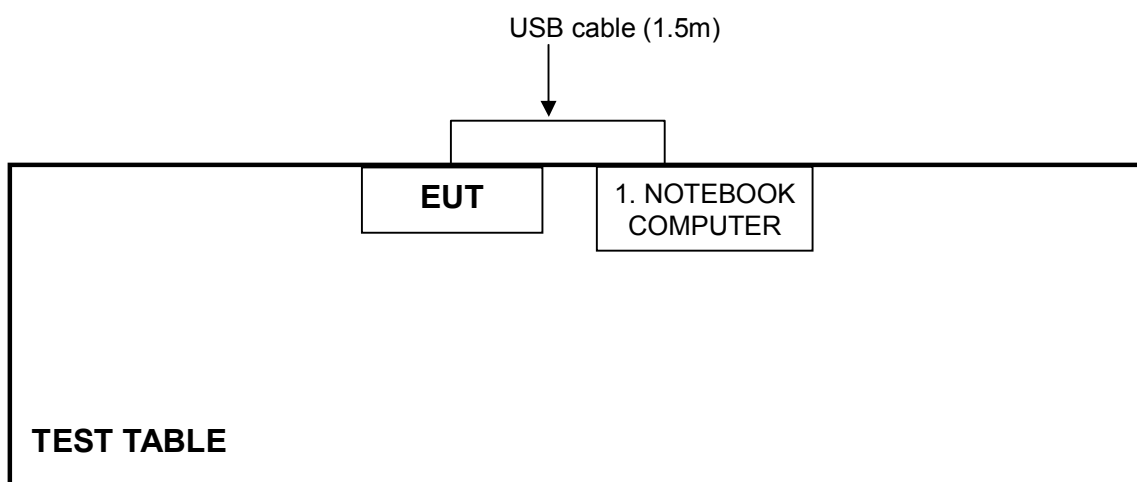 USB cable (1.5m)
EUT
1. NOTEBOOK
COMPUTER
TEST TABLE